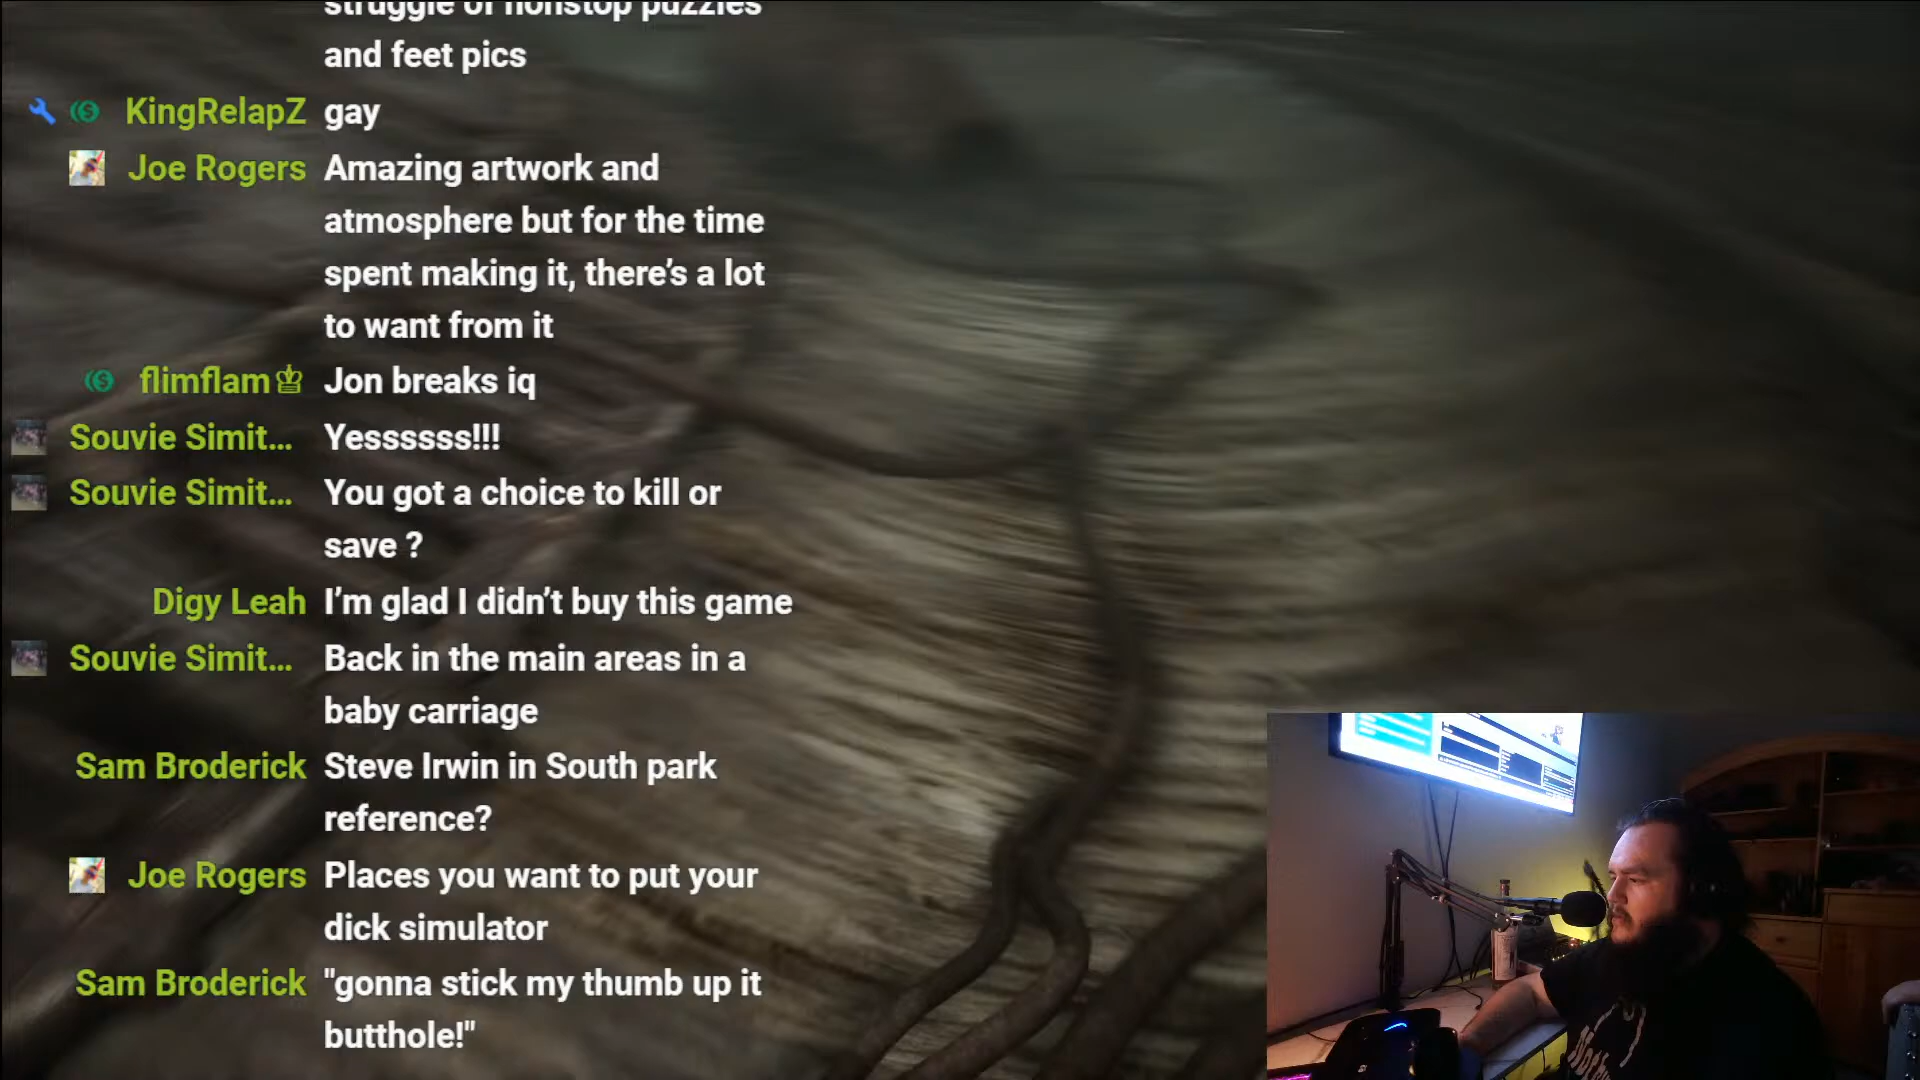 struggle of nonstop puzzles
and feet pics
KingRelapZ gay
Joe Rogers Amazing artwork and
atmosphere but for the time
spent making it, there's a lot
to want from it
flimflam Jon breaks iq
Souvie Simit... Yessssss!!!
Souvie Simit... You got a choice to kill or
save ?
Digy Leah I'm glad I didn't buy this game
Souvie Simit... Back in the main areas in a
baby carriage
Sam Broderick Steve Irwin in South park
reference?
Joe Rogers Places you want to put your
dick simulator
Sam Broderick "gonna stick my thumb up it
butthole!"